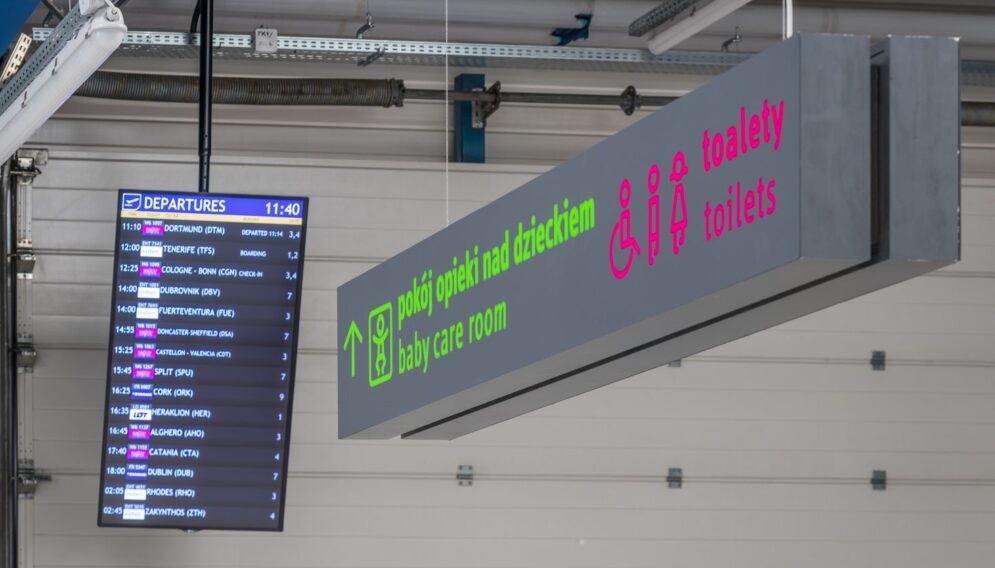 TK1/
DEPARTURES 11:40
11:10 DORTMUND (DTM) DEPARTED 11:14 3,4
12:00 TENERIFE (TFS) BOARDING 1,2
12:25 COLOGNE - BONN (CGN) CHECK-IN 3,4
14:00 DUBROVNIK (DBV) 7
14:00 FUERTEVENTURA (FUE) 3
14:55 DONCASTER-SHEFFIELD (DSA) 7
15:25 CASTELLON - VALENCIA (CDT) 3
15:45 SPLIT (SPU) 7
16:25 CORK (ORK) 9
16:35 LOT HERAKLION (HER) 1
16:45 ALGHERO (AHO) 3
17:40 CATANIA (CTA) 4
18:00 DUBLIN (DUB) 7
02:05 RHODES (RHO) 3
02:45 ZAKYNTHOS (ZTH) 4
pokój opieki nad dzieckiem
baby care room
toalety
toilets